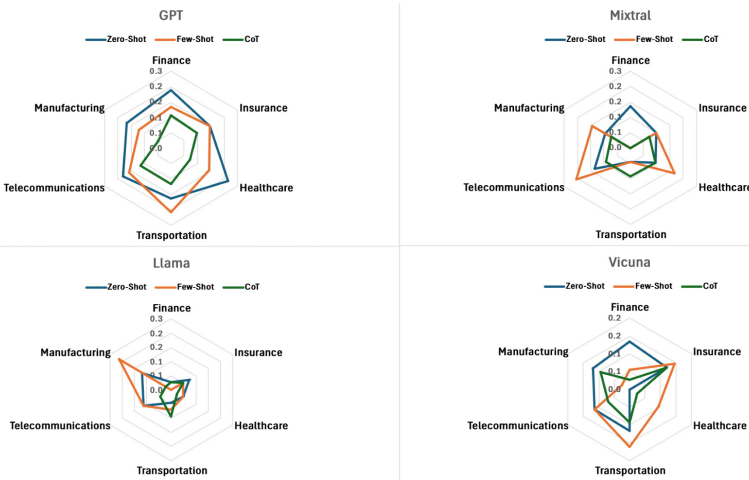 GPT
Zero-Shot Few-Shot CoT
Finance
0.3
0.2
0.2
0.1
0.1
0.0
Manufacturing
Insurance
Telecommunications
Healthcare
Transportation
Mixtral
Zero-Shot Few-Shot CoT
Finance
0.3
0.2
0.2
0.1
0.1
0.0
Manufacturing
Insurance
Telecommunications
Healthcare
Transportation
Llama
Zero-Shot Few-Shot CoT
Finance
0.3
0.2
0.2
0.1
0.1
0.0
Manufacturing
Insurance
Telecommunications
Healthcare
Transportation
Vicuna
Zero-Shot Few-Shot CoT
Finance
0.2
0.2
0.1
0.1
0.0
Manufacturing
Insurance
Telecommunications
Healthcare
Transportation